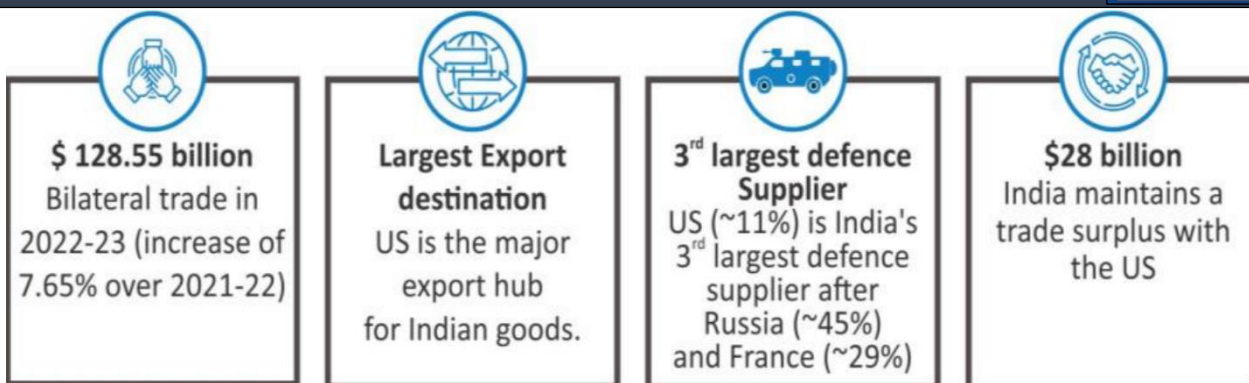 $ 128.55 billion
Bilateral trade in
2022-23 (increase of
7.65% over 2021-22)
Largest Export
destination
US is the major
export hub
for Indian goods.
3rd largest defence
Supplier
US (~11%) is India's
3rd largest defence
supplier after
Russia (~45%)
and France (~29%)
$28 billion
India maintains a
trade surplus with
the US